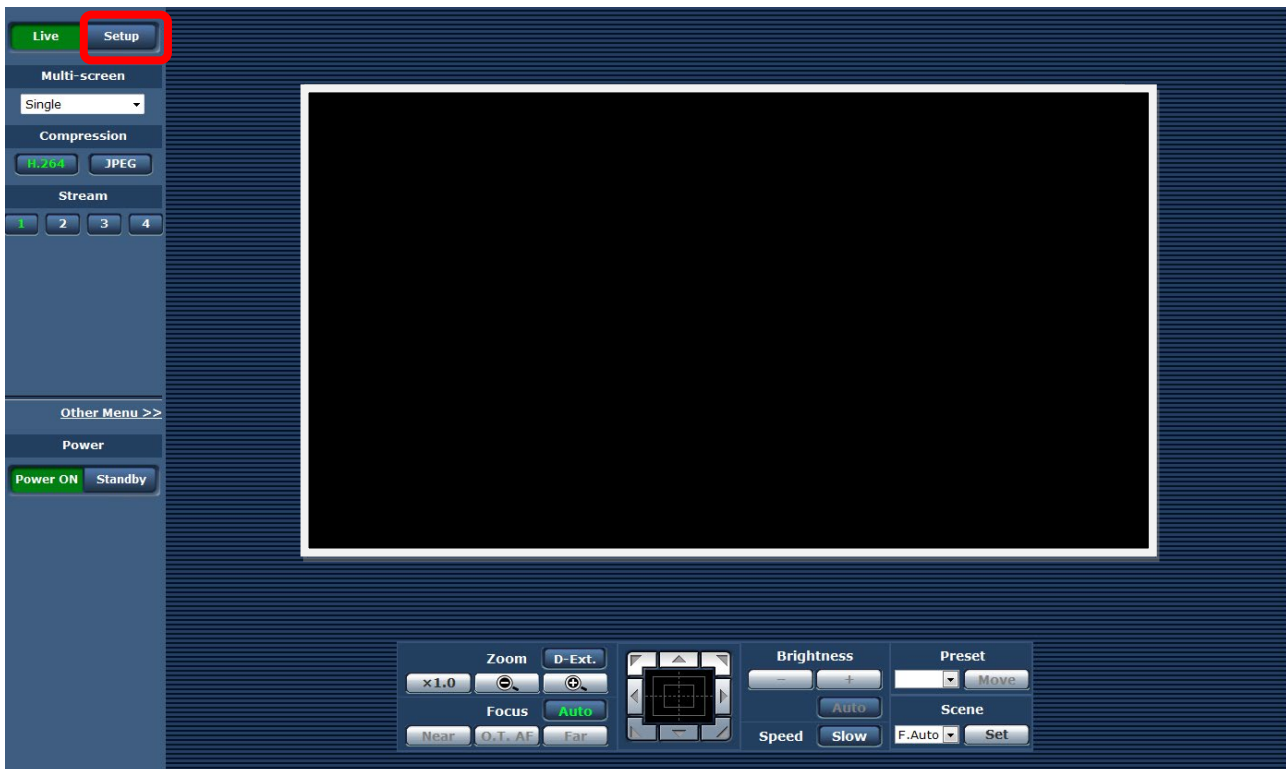 Live Setup
Multi-screen
Single
Compression
H.264 JPEG
Stream
1 2 3 4
Other Menu >>
Power
Power ON Standby
Zoom D-Ext.
×1.0
Focus Auto
Near O.T. AF Far
Brightness
- +
Auto
Speed Slow
Preset
Move
Scene
F.Auto Set